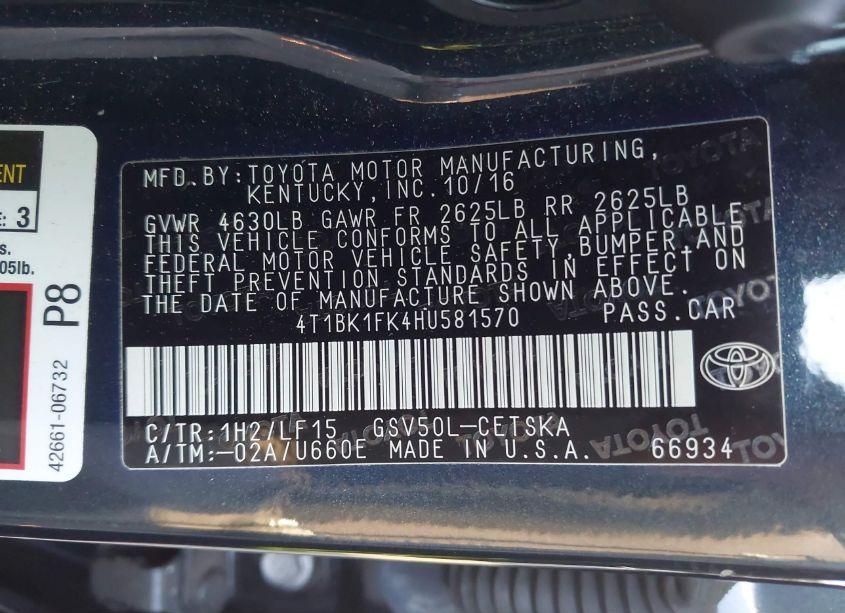 ENT
E: 3
s.
05lb.
P8
42661-06732
MFD.BY:TOYOTA MOTOR MANUFACTURING,
KENTUCKY,INC.10/16
GVWR 4630LB GAWR FR 2625LB RR 2625LB
THIS VEHICLE CONFORMS TO ALL APPLICABLE
FEDERAL MOTOR VEHICLE SAFETY,BUMPER,AND
THEFT PREVENTION STANDARDS IN EFFECT ON
THE DATE OF MANUFACTURE SHOWN ABOVE.
4T1BK1FK4HU581570 PASS.CAR
C/TR:1H2/LF15 GSV50L-CETSKA
A/TM:-02A/U660E MADE IN U.S.A. 66934